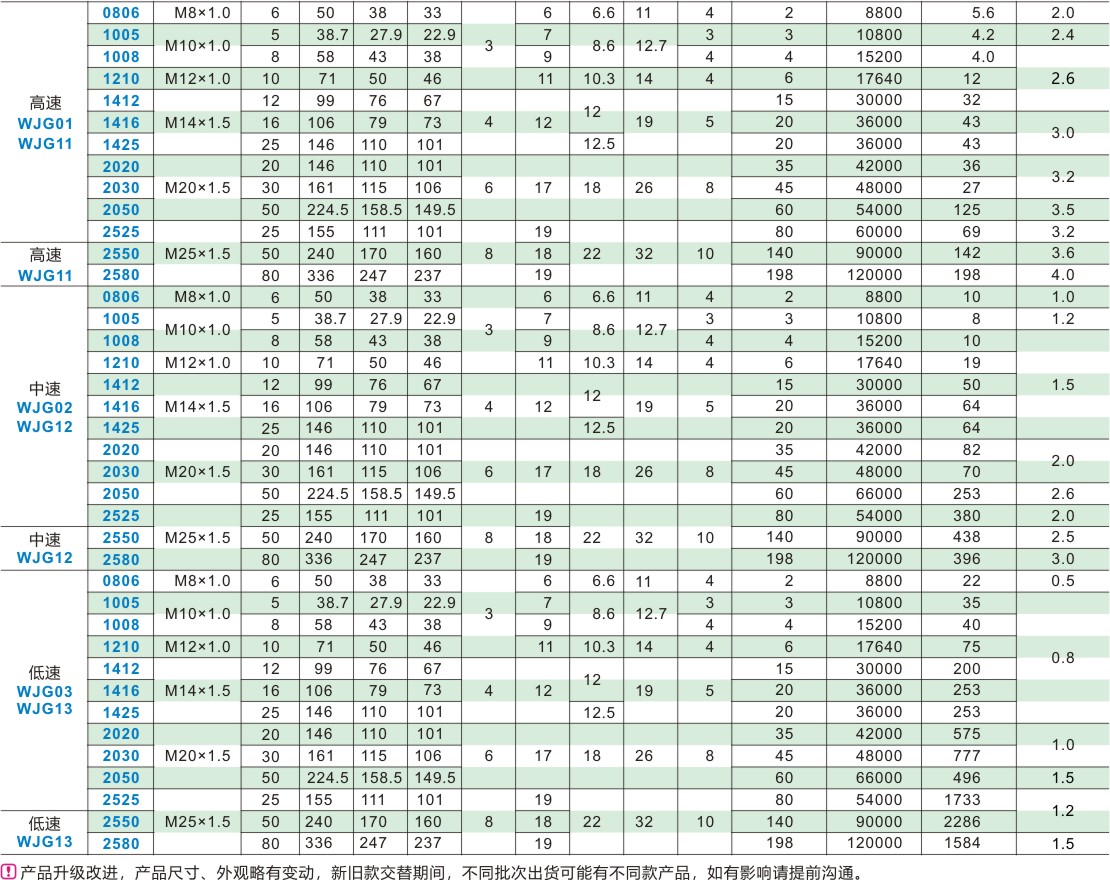 0806 M8×1.0 6 50 38 33 6 6.6 11 4 2 8800 5.6 2.0
1005 5 38.7 27.9 22.9 7 3 3 10800 4.2 2.4
M10×1.0 3 8.6 12.7
1008 8 58 43 38 9 4 4 15200 4.0
1210 M12×1.0 10 71 50 46 11 10.3 14 4 6 17640 12 2.6
高速 1412 12 99 76 67 15 30000 32
12
WJG01 1416 M14×1.5 16 106 79 73 4 12 19 5 20 36000 43
3.0
WJG11 1425 25 146 110 101 12.5 20 36000 43
2020 20 146 110 101 35 42000 36
3.2
2030 M20×1.5 30 161 115 106 6 17 18 26 8 45 48000 27
2050 50 224.5 158.5 149.5 60 54000 125 3.5
2525 25 155 111 101 19 80 60000 69 3.2
高速 2550 M25×1.5 50 240 170 160 8 18 22 32 10 140 90000 142 3.6
WJG11 2580 80 336 247 237 19 198 120000 198 4.0
0806 M8×1.0 6 50 38 33 6 6.6 11 4 2 8800 10 1.0
1005 5 38.7 27.9 22.9 7 3 3 10800 8 1.2
M10×1.0 3 8.6 12.7
1008 8 58 43 38 9 4 4 15200 10
1210 M12×1.0 10 71 50 46 11 10.3 14 4 6 17640 19
中速 1412 12 99 76 67 15 30000 50 1.5
12
WJG02 1416 M14×1.5 16 106 79 73 4 12 19 5 20 36000 64
WJG12 1425 25 146 110 101 12.5 20 36000 64
2020 20 146 110 101 35 42000 82
2.0
2030 M20×1.5 30 161 115 106 6 17 18 26 8 45 48000 70
2050 50 224.5 158.5 149.5 60 66000 253 2.6
2525 25 155 111 101 19 80 54000 380 2.0
中速 2550 M25×1.5 50 240 170 160 8 18 22 32 10 140 90000 438 2.5
WJG12 2580 80 336 247 237 19 198 120000 396 3.0
0806 M8×1.0 6 50 38 33 6 6.6 11 4 2 8800 22 0.5
1005 5 38.7 27.9 22.9 7 3 3 10800 35
M10×1.0 3 8.6 12.7
1008 8 58 43 38 9 4 4 15200 40
1210 M12×1.0 10 71 50 46 11 10.3 14 4 6 17640 75
0.8
低速 1412 12 99 76 67 15 30000 200
12
WJG03 1416 M14×1.5 16 106 79 73 4 12 19 5 20 36000 253
WJG13 1425 25 146 110 101 12.5 20 36000 253
2020 20 146 110 101 35 42000 575
1.0
2030 M20×1.5 30 161 115 106 6 17 18 26 8 45 48000 777
2050 50 224.5 158.5 149.5 60 66000 496 1.5
2525 25 155 111 101 19 80 54000 1733
1.2
低速 2550 M25×1.5 50 240 170 160 8 18 22 32 10 140 90000 2286
WJG13 2580 80 336 247 237 19 198 120000 1584 1.5
! 产品升级改进，产品尺寸、外观略有变动，新旧款交替期间，不同批次出货可能有不同款产品，如有影响请提前沟通。